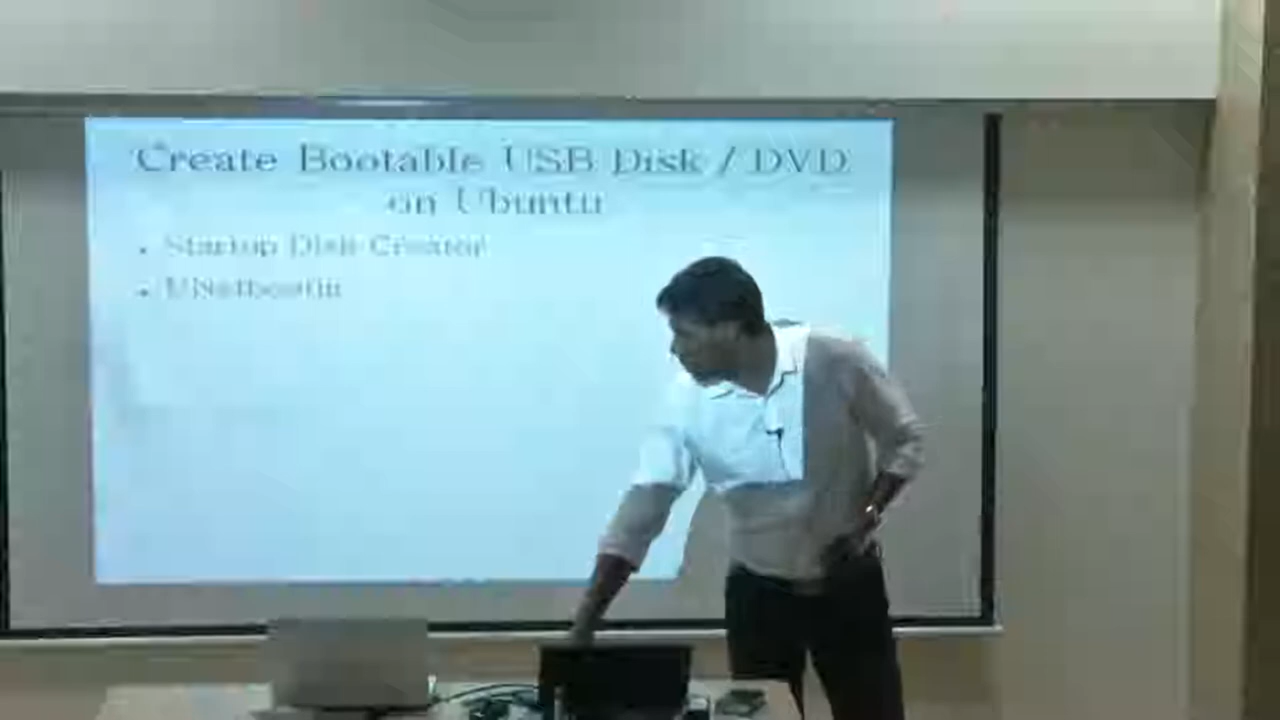 Create Bootable USB Disk / DVD
on Ubuntu
• Startup Disk Creator
• UNetbootin